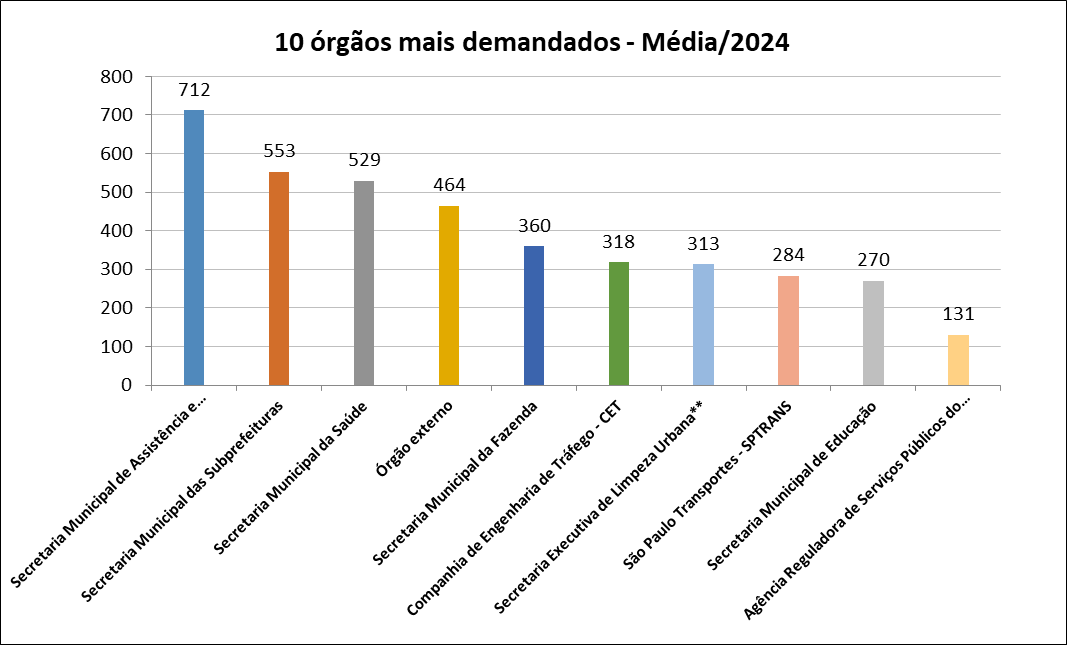 10 órgãos mais demandados - Média/2024
800
700
600
500
400
300
200
100
0
712
553
529
464
360
318
313
284
270
131
Secretaria Municipal de Assistência e...
Secretaria Municipal das Subprefeituras
Secretaria Municipal da Saúde
Órgão externo
Secretaria Municipal da Fazenda
Companhia de Engenharia de Tráfego - CET
Secretaria Executiva de Limpeza Urbana**
São Paulo Transportes - SPTRANS
Secretaria Municipal de Educação
Agência Reguladora de Serviços Públicos do...